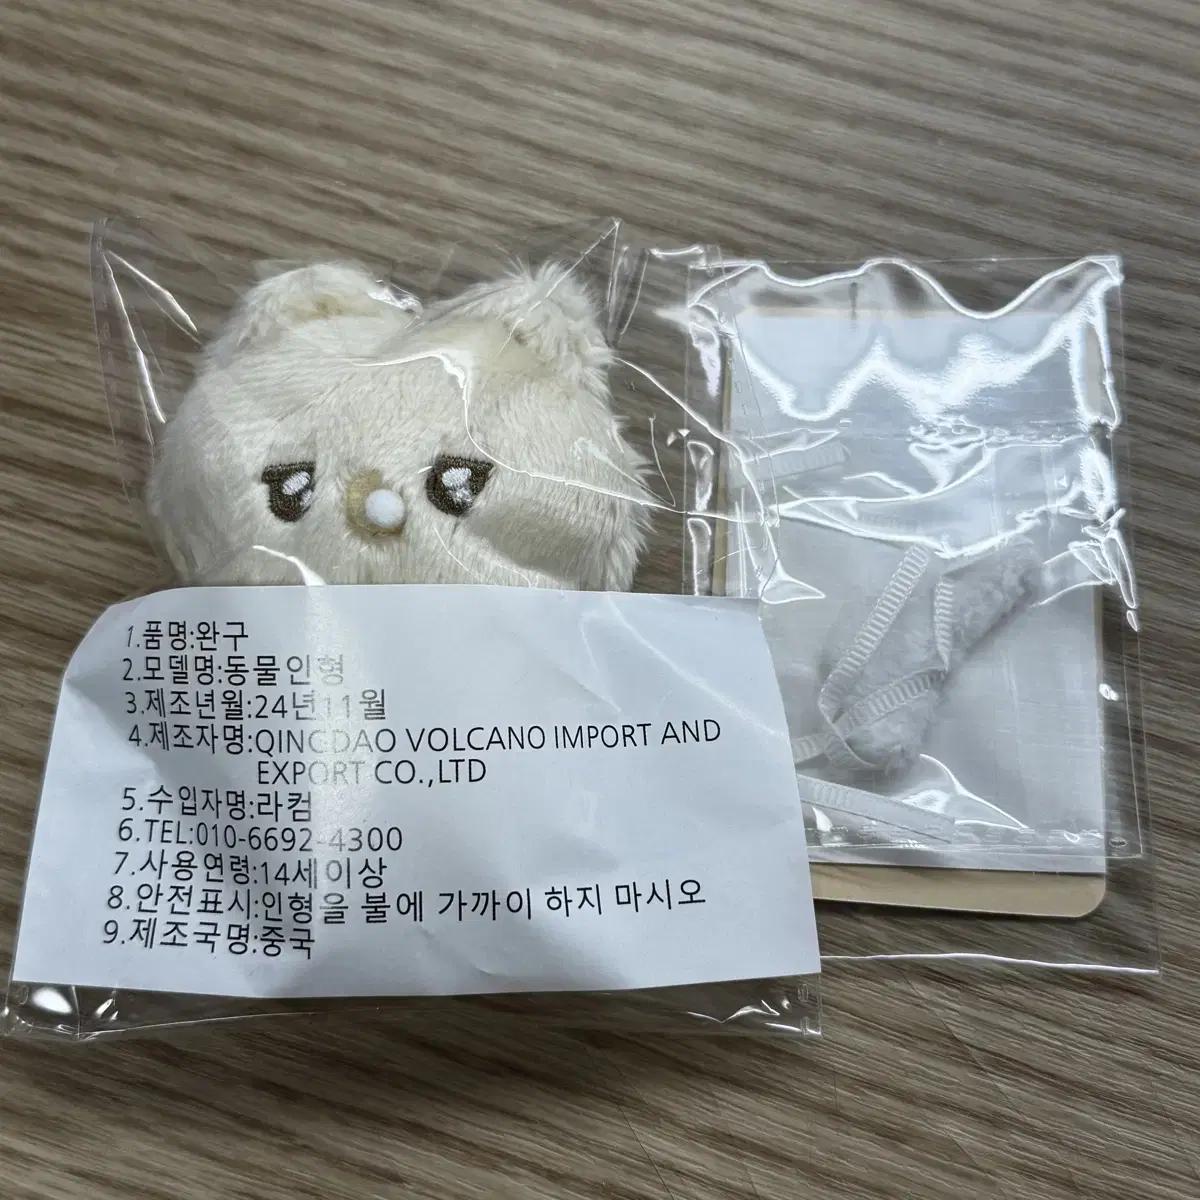 1.품명:완구
2.모델명:동물인형
3.제조년월:24년11월
4.제조자명:QINGDAO VOLCANO IMPORT AND
EXPORT CO.,LTD
5.수입자명:라컴
6.TEL:010-6692-4300
7.사용연령:14세이상
8.안전표시:인형을 불에 가까이 하지 마시오
9.제조국명:중국